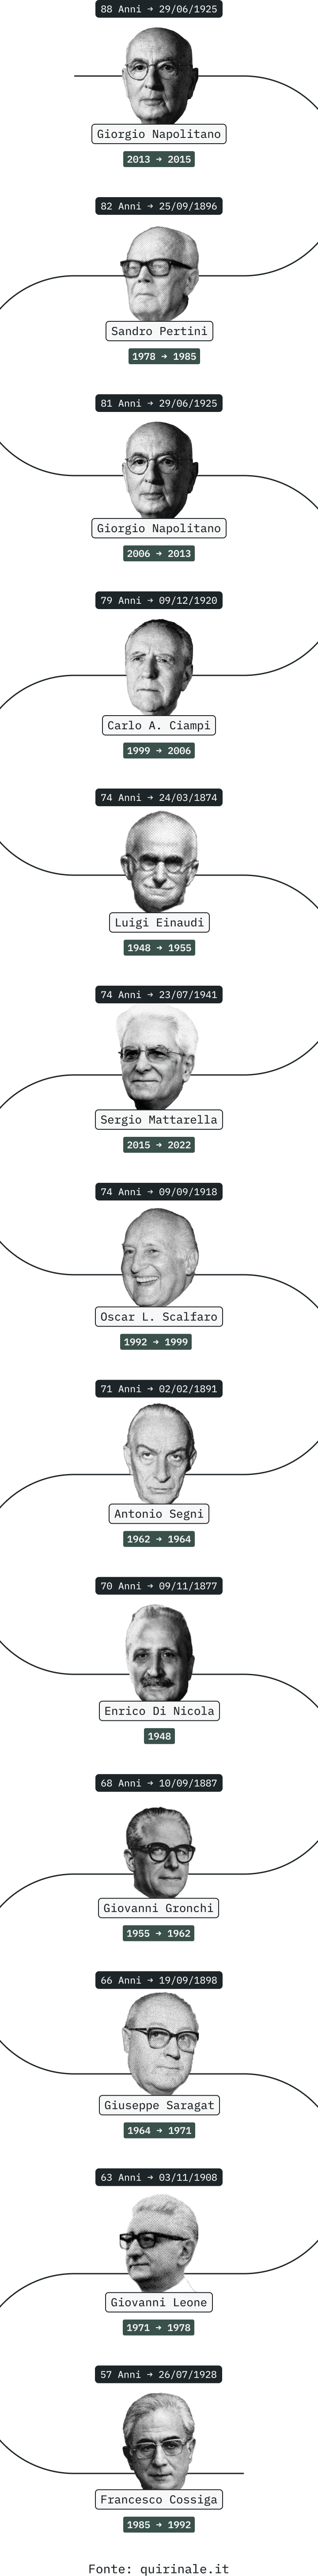 88 Anni → 29/06/1925
Giorgio Napolitano
2013 → 2015
82 Anni → 25/09/1896
Sandro Pertini
1978 → 1985
81 Anni → 29/06/1925
Giorgio Napolitano
2006 → 2013
79 Anni → 09/12/1920
Carlo A. Ciampi
1999 → 2006
74 Anni → 24/03/1874
Luigi Einaudi
1948 → 1955
74 Anni → 23/07/1941
Sergio Mattarella
2015 → 2022
74 Anni → 09/09/1918
Oscar L. Scalfaro
1992 → 1999
71 Anni → 02/02/1891
Antonio Segni
1962 → 1964
70 Anni → 09/11/1877
Enrico Di Nicola
1948
68 Anni → 10/09/1887
Giovanni Gronchi
1955 → 1962
66 Anni → 19/09/1898
Giuseppe Saragat
1964 → 1971
63 Anni → 03/11/1908
Giovanni Leone
1971 → 1978
57 Anni → 26/07/1928
Francesco Cossiga
1985 → 1992
Fonte: quirinale.it